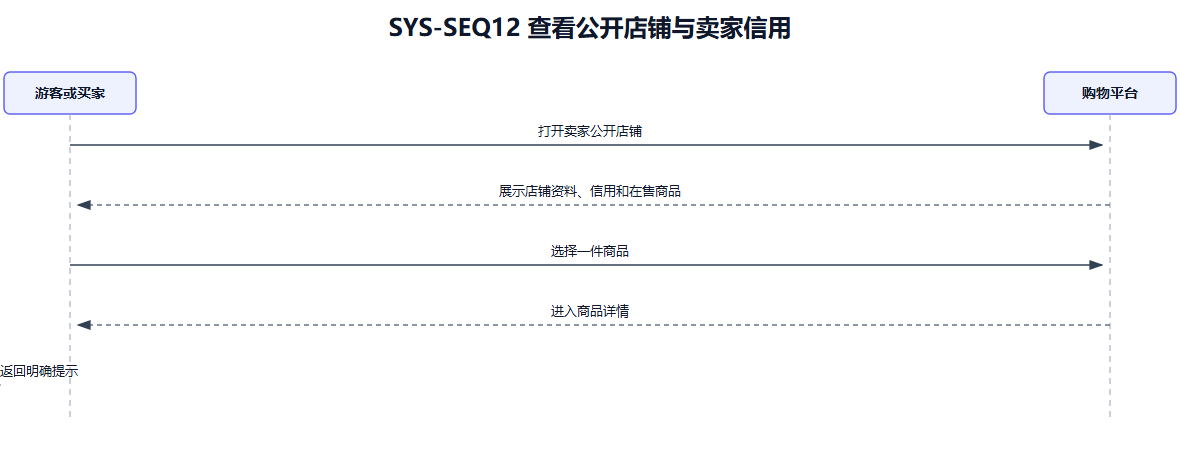 SYS-SEQ12 查看公开店铺与卖家信用
游客或买家
购物平台
打开卖家公开店铺
展示店铺资料、信用和在售商品
选择一件商品
进入商品详情
返回明确提示